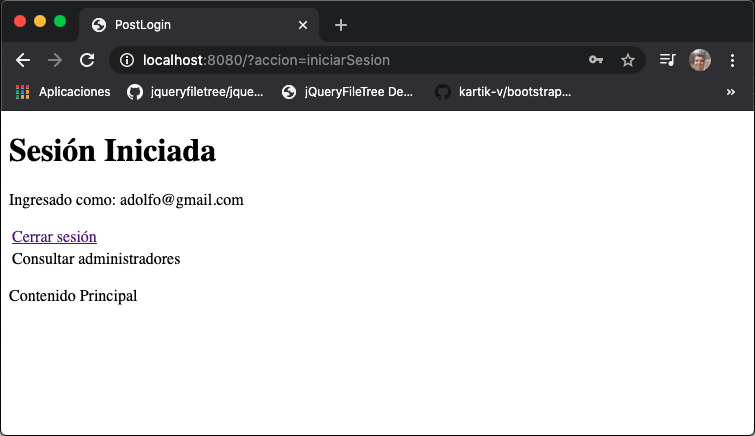 PostLogin
localhost:8080/?accion=iniciarSesion
Aplicaciones jqueryfiletree/jque... jQueryFileTree De... kartik-v/bootstrap... »
Sesión Iniciada
Ingresado como: adolfo@gmail.com
Cerrar sesión
Consultar administradores
Contenido Principal